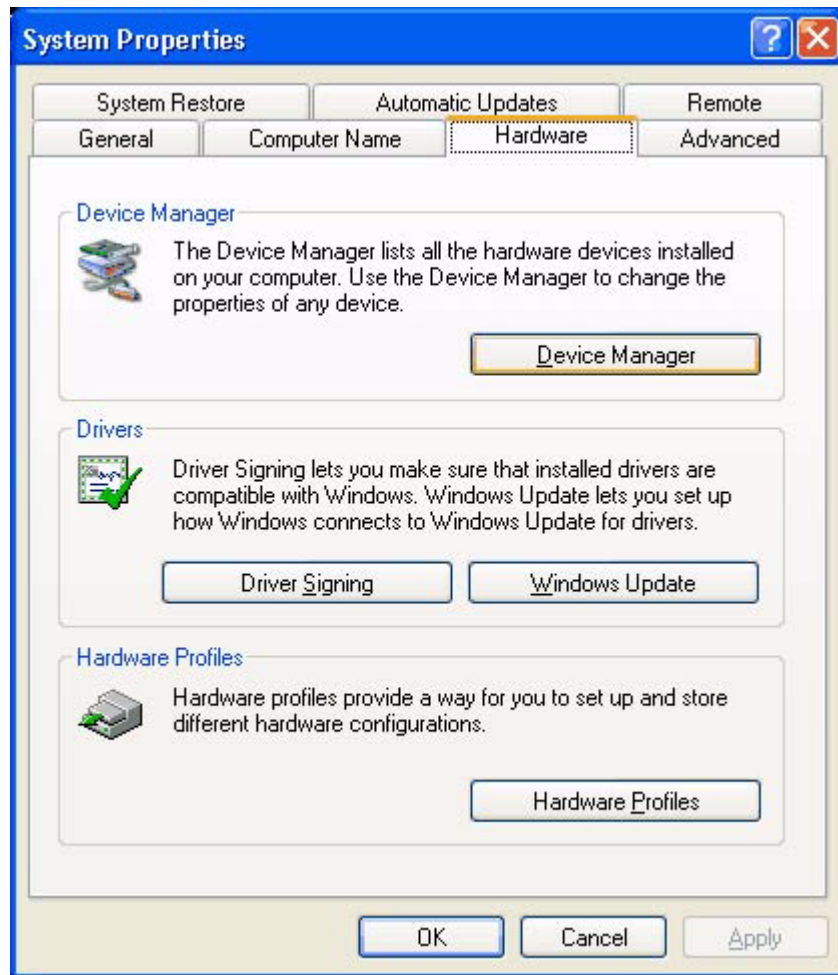 System Properties
System Restore
Automatic Updates
Remote
General
Computer Name
Hardware
Advanced
Device Manager
The Device Manager lists all the hardware devices installed
on your computer. Use the Device Manager to change the
properties of any device.
Device Manager
Drivers
Driver Signing lets you make sure that installed drivers are
compatible with Windows. Windows Update lets you set up
how Windows connects to Windows Update for drivers.
Driver Signing
Windows Update
Hardware Profiles
Hardware profiles provide a way for you to set up and store
different hardware configurations.
Hardware Profiles
OK
Cancel
Apply